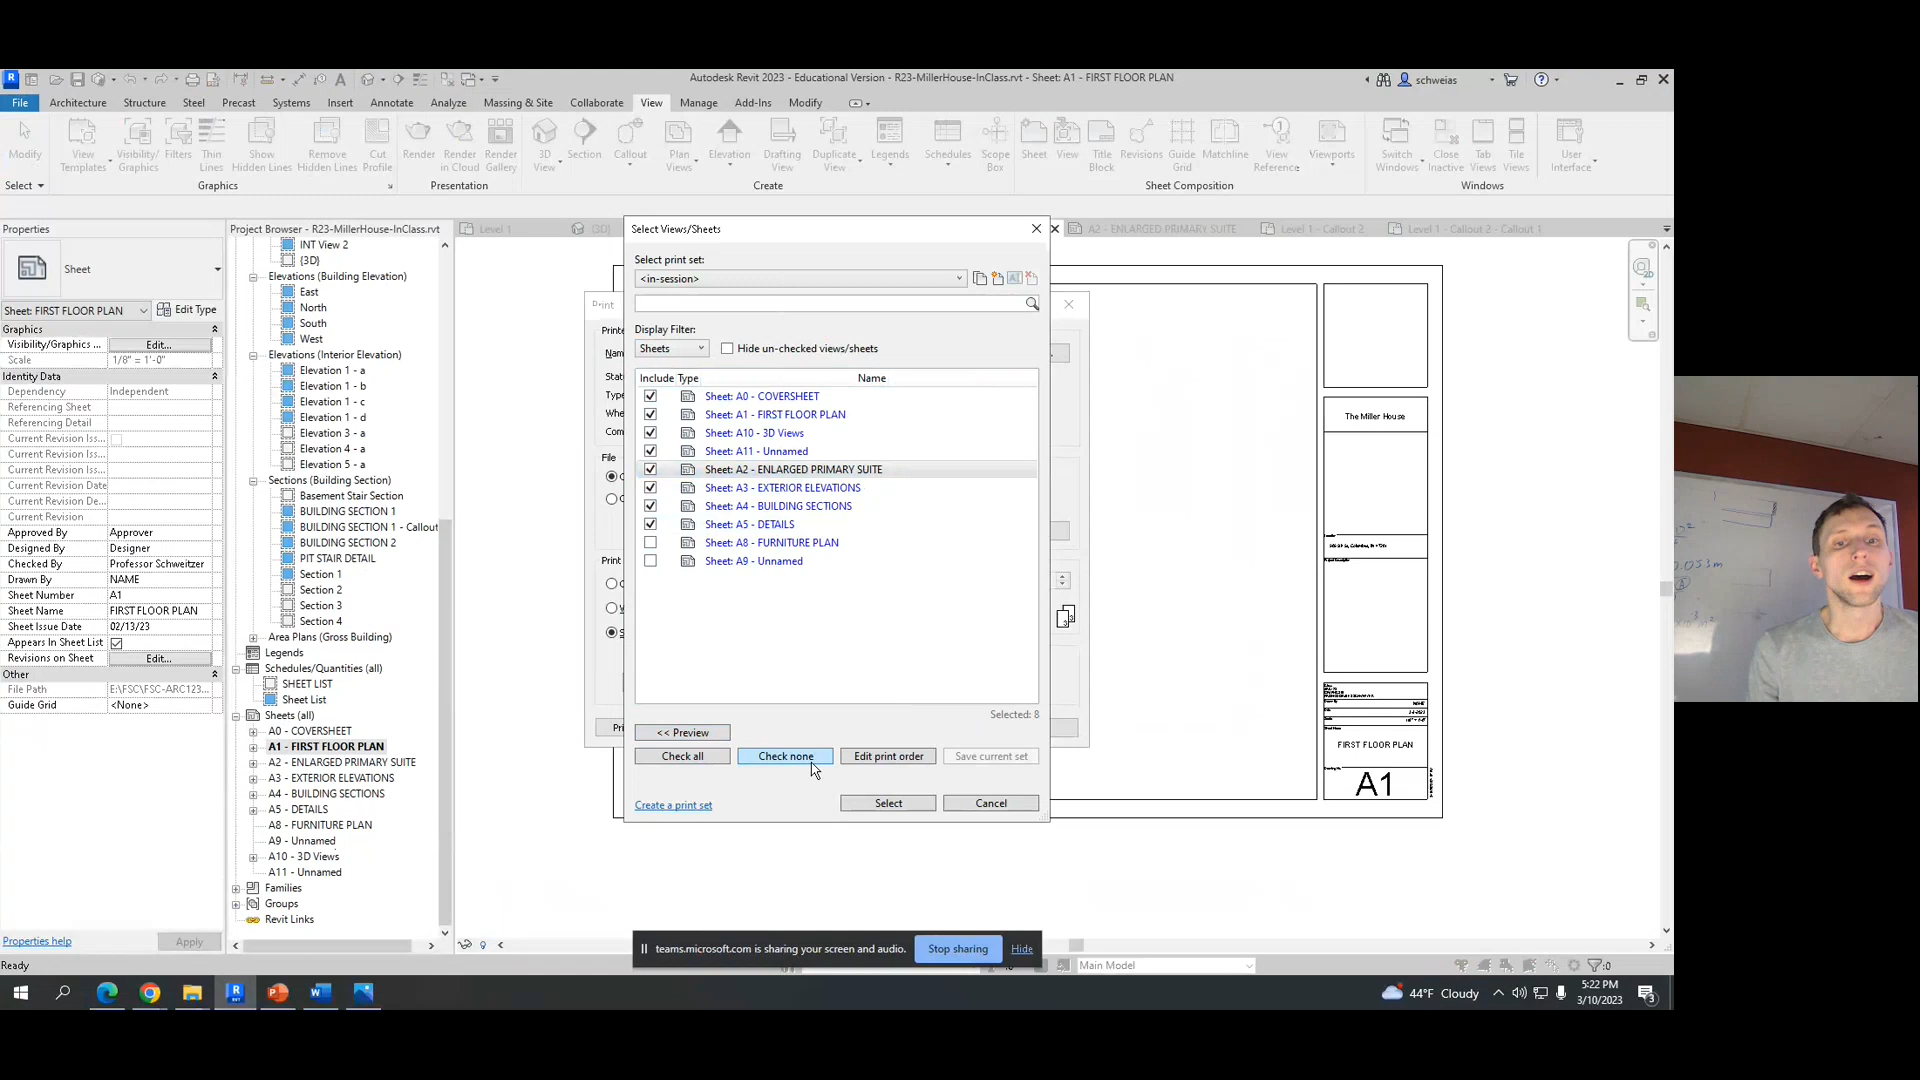 Autodesk Revit 2023 - Educational Version - R23-MillerHouse-InClass.rvt - Sheet: A1 - FIRST FLOOR PLAN
schweias
File Architecture Structure Steel Precast Systems Insert Annotate Analyze Massing & Site Collaborate View Manage Add-Ins Modify
Modify
View Templates
Visibility/ Graphics
Filters
Thin Lines
Show Hidden Lines
Remove Hidden Lines
Cut Profile
Render
Render in Cloud
Render Gallery
3D View
Section
Callout
Plan Views
Elevation
Drafting View
Duplicate View
Legends
Schedules
Scope Box
Sheet
View
Title Block
Revisions
Guide Grid
Matchline
View Reference
Viewports
Switch Windows
Close Inactive
Tab Views
Tile Views
User Interface
Select Graphics Presentation Create Sheet Composition Windows
Properties
Sheet
Sheet: FIRST FLOOR PLAN Edit Type
Graphics
Visibility/Graphics ... Edit...
Scale 1/8" = 1'-0"
Identity Data
Dependency Independent
Referencing Sheet
Referencing Detail
Current Revision Iss...
Current Revision Iss...
Current Revision Iss...
Current Revision Date
Current Revision De...
Current Revision
Approved By Approver
Designed By Designer
Checked By Professor Schweitzer
Drawn By NAME
Sheet Number A1
Sheet Name FIRST FLOOR PLAN
Sheet Issue Date 02/13/23
Appears In Sheet List
Revisions on Sheet Edit...
Other
File Path E:\FSC\FSC-ARC123...
Guide Grid <None>
Properties help Apply
Project Browser - R23-MillerHouse-InClass.rvt
INT View 2
{3D}
Elevations (Building Elevation)
East
North
South
West
Elevations (Interior Elevation)
Elevation 1 - a
Elevation 1 - b
Elevation 1 - c
Elevation 1 - d
Elevation 3 - a
Elevation 4 - a
Elevation 5 - a
Sections (Building Section)
Basement Stair Section
BUILDING SECTION 1
BUILDING SECTION 1 - Callout
BUILDING SECTION 2
PIT STAIR DETAIL
Section 1
Section 2
Section 3
Section 4
Area Plans (Gross Building)
Legends
Schedules/Quantities (all)
SHEET LIST
Sheet List
Sheets (all)
A0 - COVERSHEET
A1 - FIRST FLOOR PLAN
A2 - ENLARGED PRIMARY SUITE
A3 - EXTERIOR ELEVATIONS
A4 - BUILDING SECTIONS
A5 - DETAILS
A8 - FURNITURE PLAN
A9 - Unnamed
A10 - 3D Views
A11 - Unnamed
Families
Groups
Revit Links
Level 1
{3D}
A2 - ENLARGED PRIMARY SUITE
Level 1 - Callout 2
Level 1 - Callout 2 - Callout 1
Print
Printe
Nam
Stat
Type
Whe
Com
File
Print
Pri
Select Views/Sheets
Select print set:
<in-session>
Display Filter:
Sheets Hide un-checked views/sheets
Include Type Name
Sheet: A0 - COVERSHEET
Sheet: A1 - FIRST FLOOR PLAN
Sheet: A10 - 3D Views
Sheet: A11 - Unnamed
Sheet: A2 - ENLARGED PRIMARY SUITE
Sheet: A3 - EXTERIOR ELEVATIONS
Sheet: A4 - BUILDING SECTIONS
Sheet: A5 - DETAILS
Sheet: A8 - FURNITURE PLAN
Sheet: A9 - Unnamed
Selected: 8
<< Preview
Check all Check none Edit print order Save current set
Create a print set Select Cancel
The Miller House
FIRST FLOOR PLAN
A1
teams.microsoft.com is sharing your screen and audio. Stop sharing Hide
Ready
Main Model
:0
44°F Cloudy
5:22 PM
3/10/2023
3